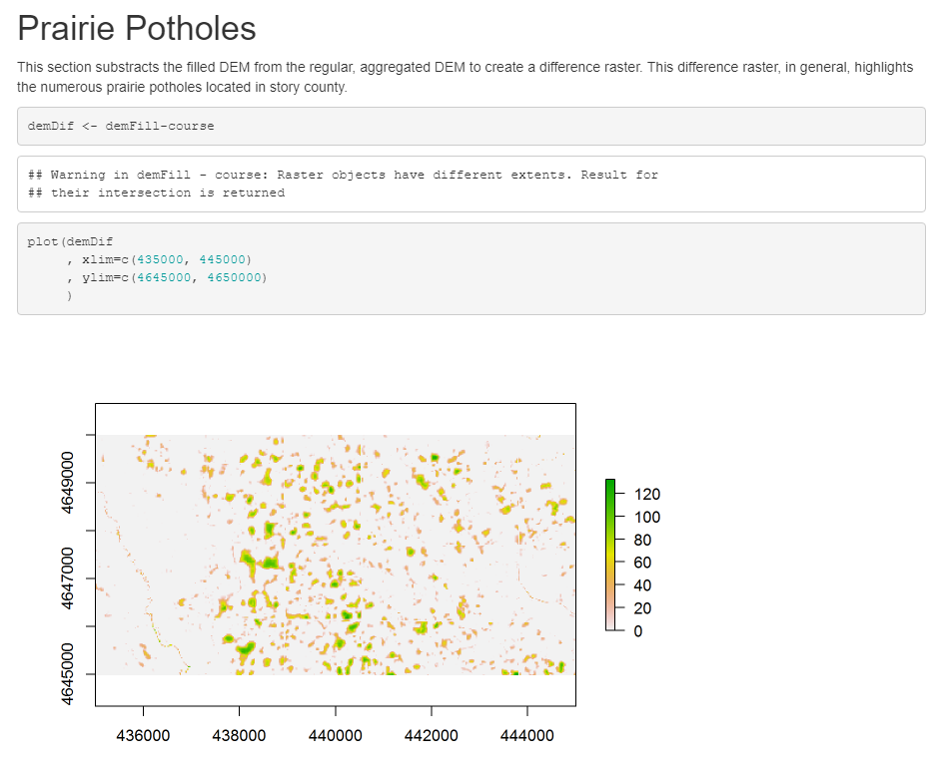 Prairie Potholes
This section substracts the filled DEM from the regular, aggregated DEM to create a difference raster. This difference raster, in general, highlights
the numerous prairie potholes located in story county.
demDif <- demFill-course
## Warning in demFill - course: Raster objects have different extents. Result for
## their intersection is returned
plot(demDif
, xlim=c(435000, 445000)
, ylim=c(4645000, 4650000)
)
4649000
4647000
4645000
436000 438000 440000 442000 444000
120
100
80
60
40
20
0